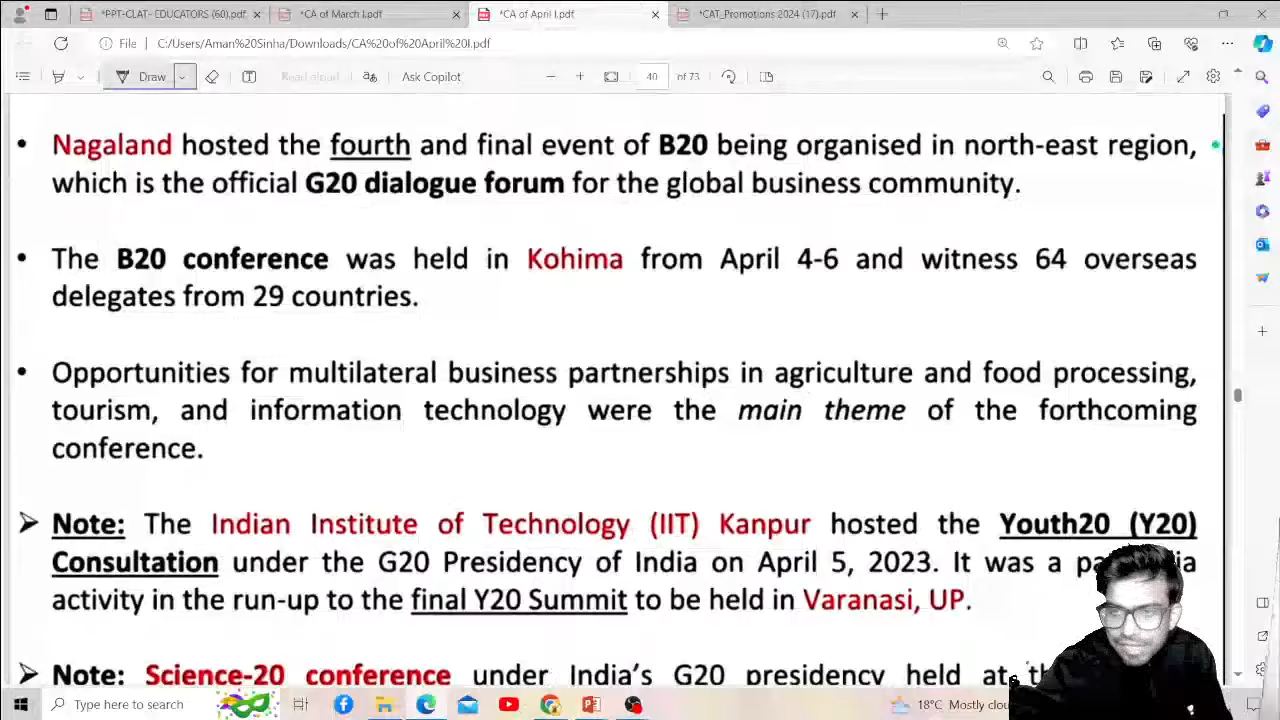 *PPT-CLAT- EDUCATORS (60).pdf
*CA of March I.pdf
*CA of April I.pdf
*CAT_Promotions 2024 (17).pdf
File
C:/Users/Aman%20Sinha/Downloads/CA%20of%20April%20I.pdf
Draw
Read aloud
Ask Copilot
40 of 73
• Nagaland hosted the fourth and final event of B20 being organised in north-east region,
which is the official G20 dialogue forum for the global business community.
• The B20 conference was held in Kohima from April 4-6 and witness 64 overseas
delegates from 29 countries.
• Opportunities for multilateral business partnerships in agriculture and food processing,
tourism, and information technology were the main theme of the forthcoming
conference.
➢ Note: The Indian Institute of Technology (IIT) Kanpur hosted the Youth20 (Y20)
Consultation under the G20 Presidency of India on April 5, 2023. It was a
activity in the run-up to the final Y20 Summit to be held in Varanasi, UP.
➢ Note: Science-20 conference under India's G20 presidency held at
Type here to search
18°C Mostly clou